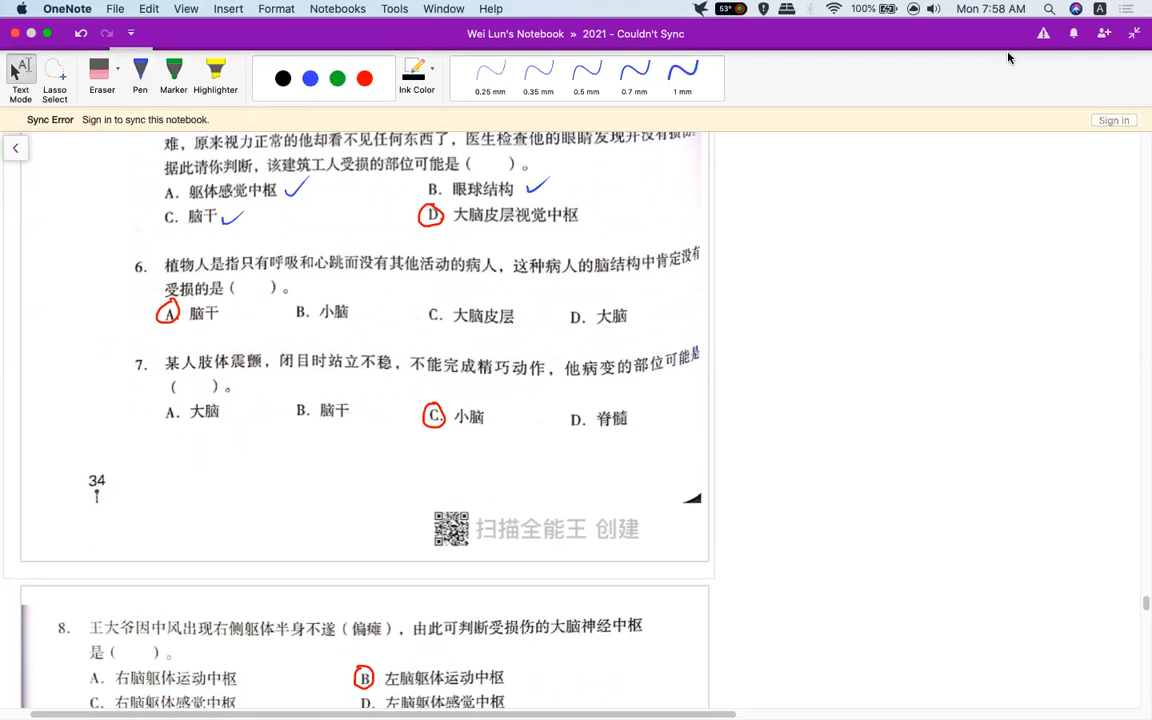 OneNote File Edit View Insert Format Notebooks Tools Window Help 53° 100% Mon 7:58 AM A
Wei Lun's Notebook » 2021 - Couldn't Sync
Text Mode
Lasso Select
Eraser
Pen
Marker
Highlighter
Ink Color
0.25 mm 0.35 mm 0.5 mm 0.7 mm 1 mm
Sync Error Sign in to sync this notebook. Sign in
难，原来视力正常的他却看不见任何东西了，医生检查他的眼睛发现并没有损伤。
据此请你判断，该建筑工人受损的部位可能是（ ）。
A. 躯体感觉中枢 B. 眼球结构
C. 脑干 D. 大脑皮层视觉中枢
6. 植物人是指只有呼吸和心跳而没有其他活动的病人，这种病人的脑结构中肯定没有
受损的是（ ）。
A. 脑干 B. 小脑 C. 大脑皮层 D. 大脑
7. 某人肢体震颤，闭目时站立不稳，不能完成精巧动作，他病变的部位可能是
（ ）。
A. 大脑 B. 脑干 C. 小脑 D. 脊髓
34
扫描全能王 创建
8. 王大爷因中风出现右侧躯体半身不遂（偏瘫），由此可判断受损伤的大脑神经中枢
是（ ）。
A. 右脑躯体运动中枢 B 左脑躯体运动中枢
C. 右脑躯体感觉中枢 D. 左脑躯体感觉中枢